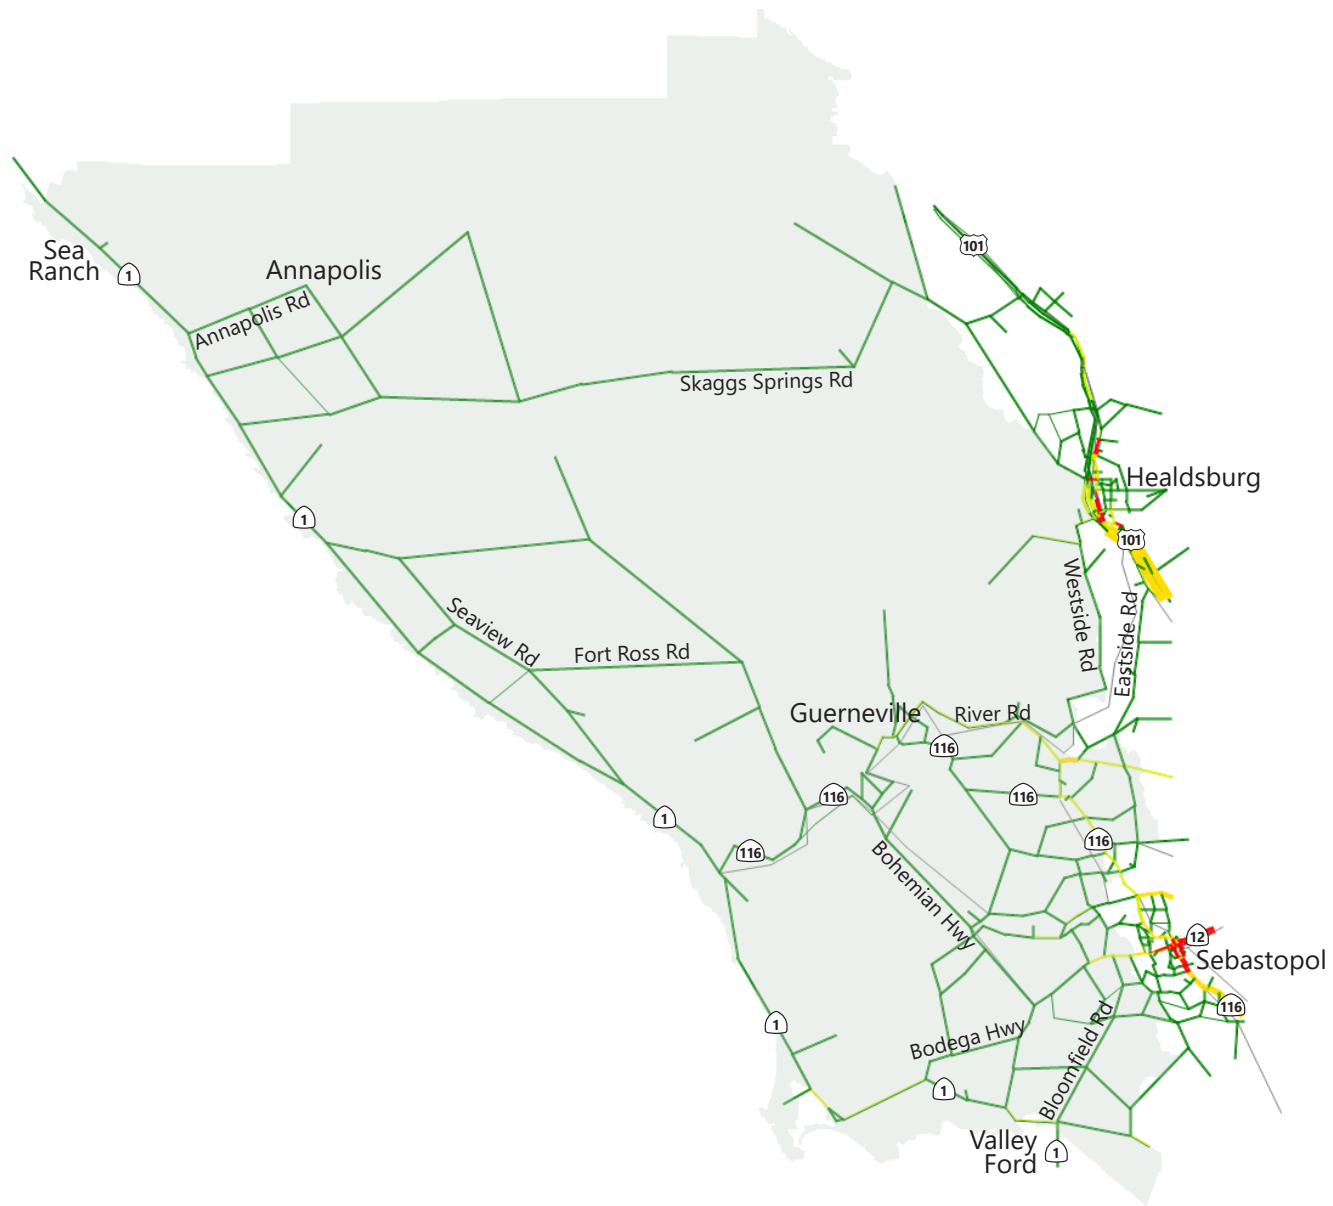 101
Sea
Ranch
1
Annapolis
Annapolis Rd
Skaggs Springs Rd
Healdsburg
1
101
Westside Rd
Eastside Rd
Seaview Rd
Fort Ross Rd
Guerneville
River Rd
116
116
116
1
116
116
Bohemian Hwy
12
Sebastopol
116
1
Bodega Hwy
Bloomfield Rd
1
Valley
Ford
1